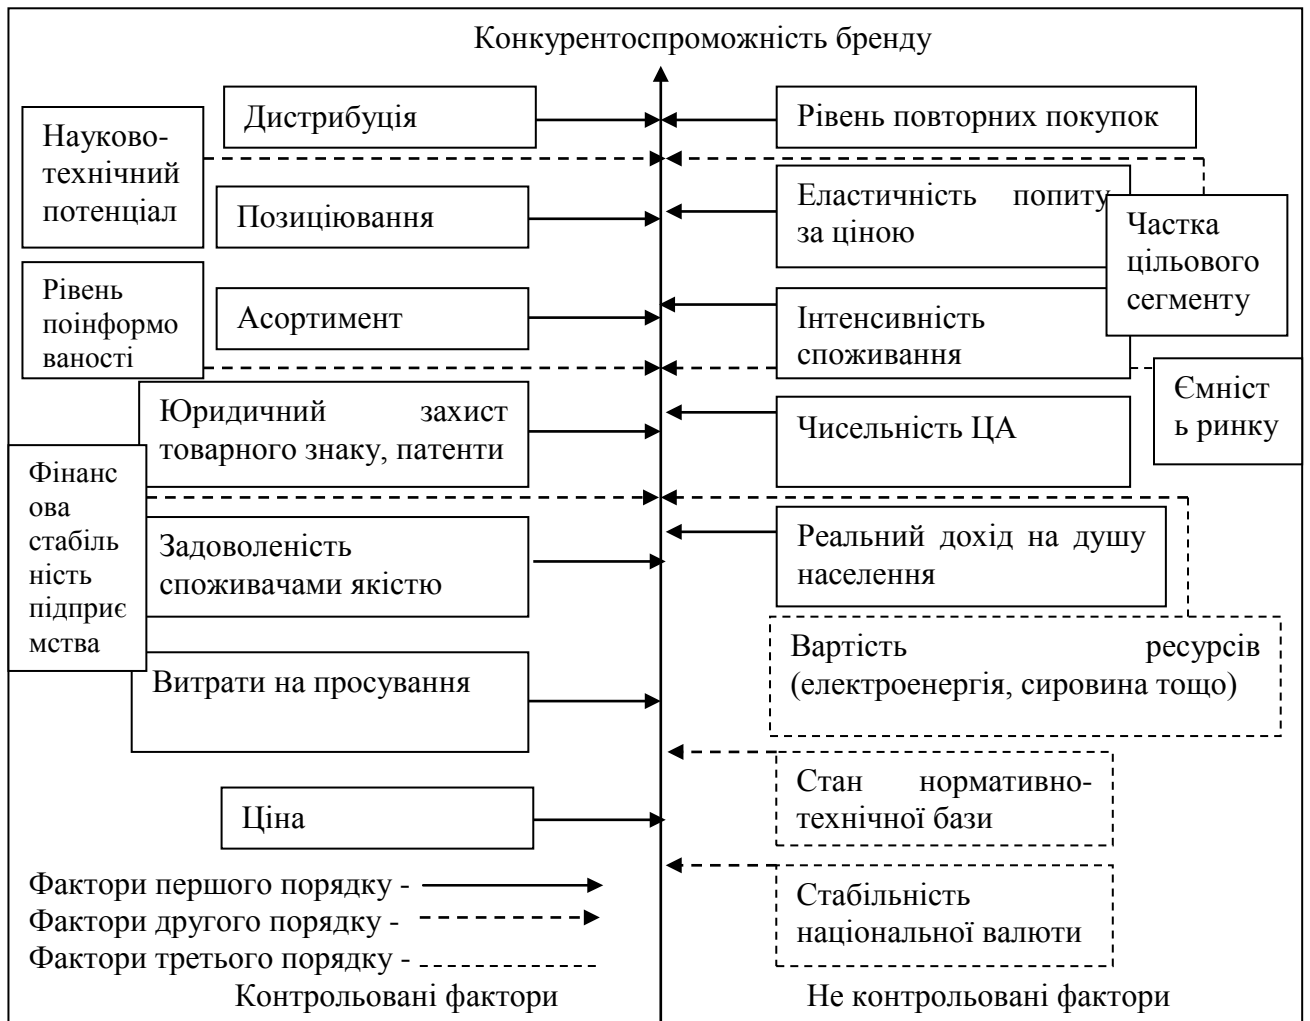 Конкурентоспроможність бренду
Дистрибуція
Рівень повторних покупок
Науково-
технічний
потенціал
Позиціювання
Еластичність попиту
за ціною
Частка
цільового
сегменту
Рівень
поінформо
ваності
Асортимент
Інтенсивність
споживання
Юридичний захист
товарного знаку, патенти
Чисельність ЦА
Ємніст
ь ринку
Фінанс
ова
стабіль
ність
підприє
мства
Задоволеність
споживачами якістю
Реальний дохід на душу
населення
Витрати на просування
Вартість ресурсів
(електроенергія, сировина тощо)
Ціна
Стан нормативно-
технічної бази
Стабільність
національної валюти
Фактори першого порядку -
Фактори другого порядку -
Фактори третього порядку -
Контрольовані фактори
Не контрольовані фактори